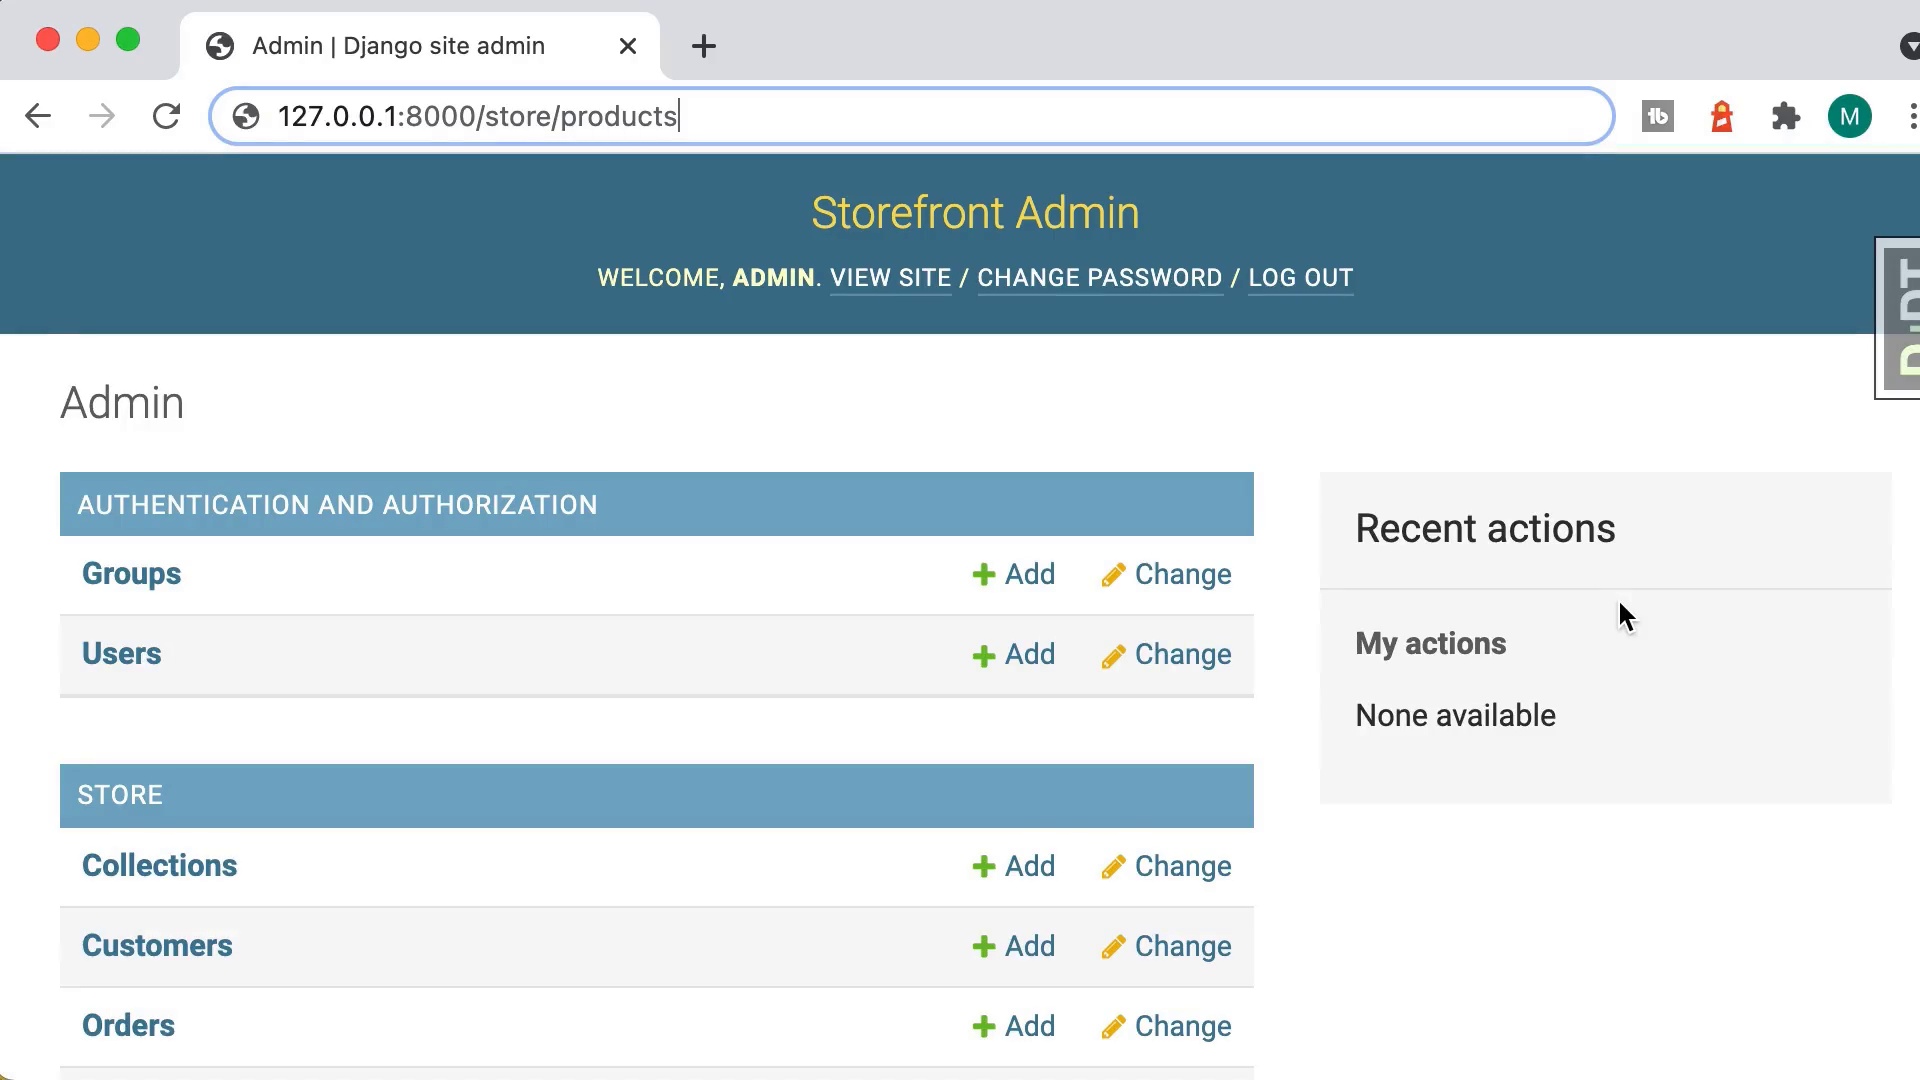 Admin | Django site admin
127.0.0.1:8000/store/products
M
Storefront Admin
WELCOME, ADMIN. VIEW SITE / CHANGE PASSWORD / LOG OUT
Admin
AUTHENTICATION AND AUTHORIZATION
Groups Add Change
Users Add Change
Recent actions
My actions
None available
STORE
Collections Add Change
Customers Add Change
Orders Add Change